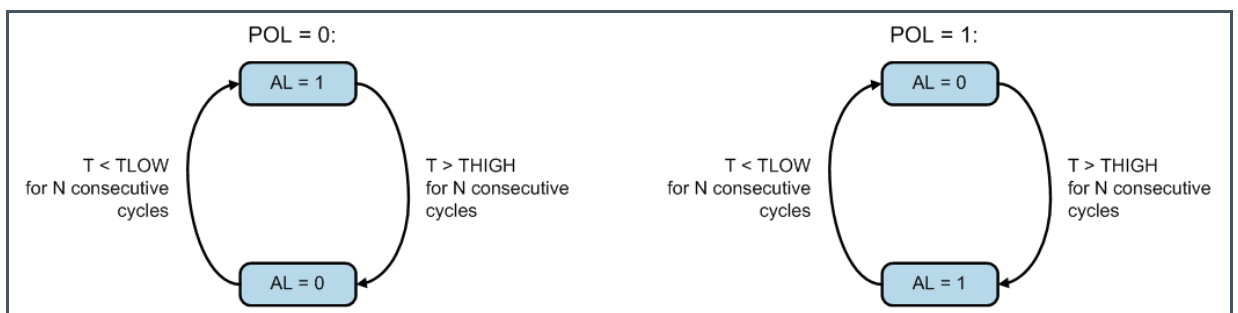 POL = 0:
AL = 1
T < TLOW
for N consecutive
cycles
T > THIGH
for N consecutive
cycles
AL = 0
POL = 1:
AL = 0
T < TLOW
for N consecutive
cycles
T > THIGH
for N consecutive
cycles
AL = 1